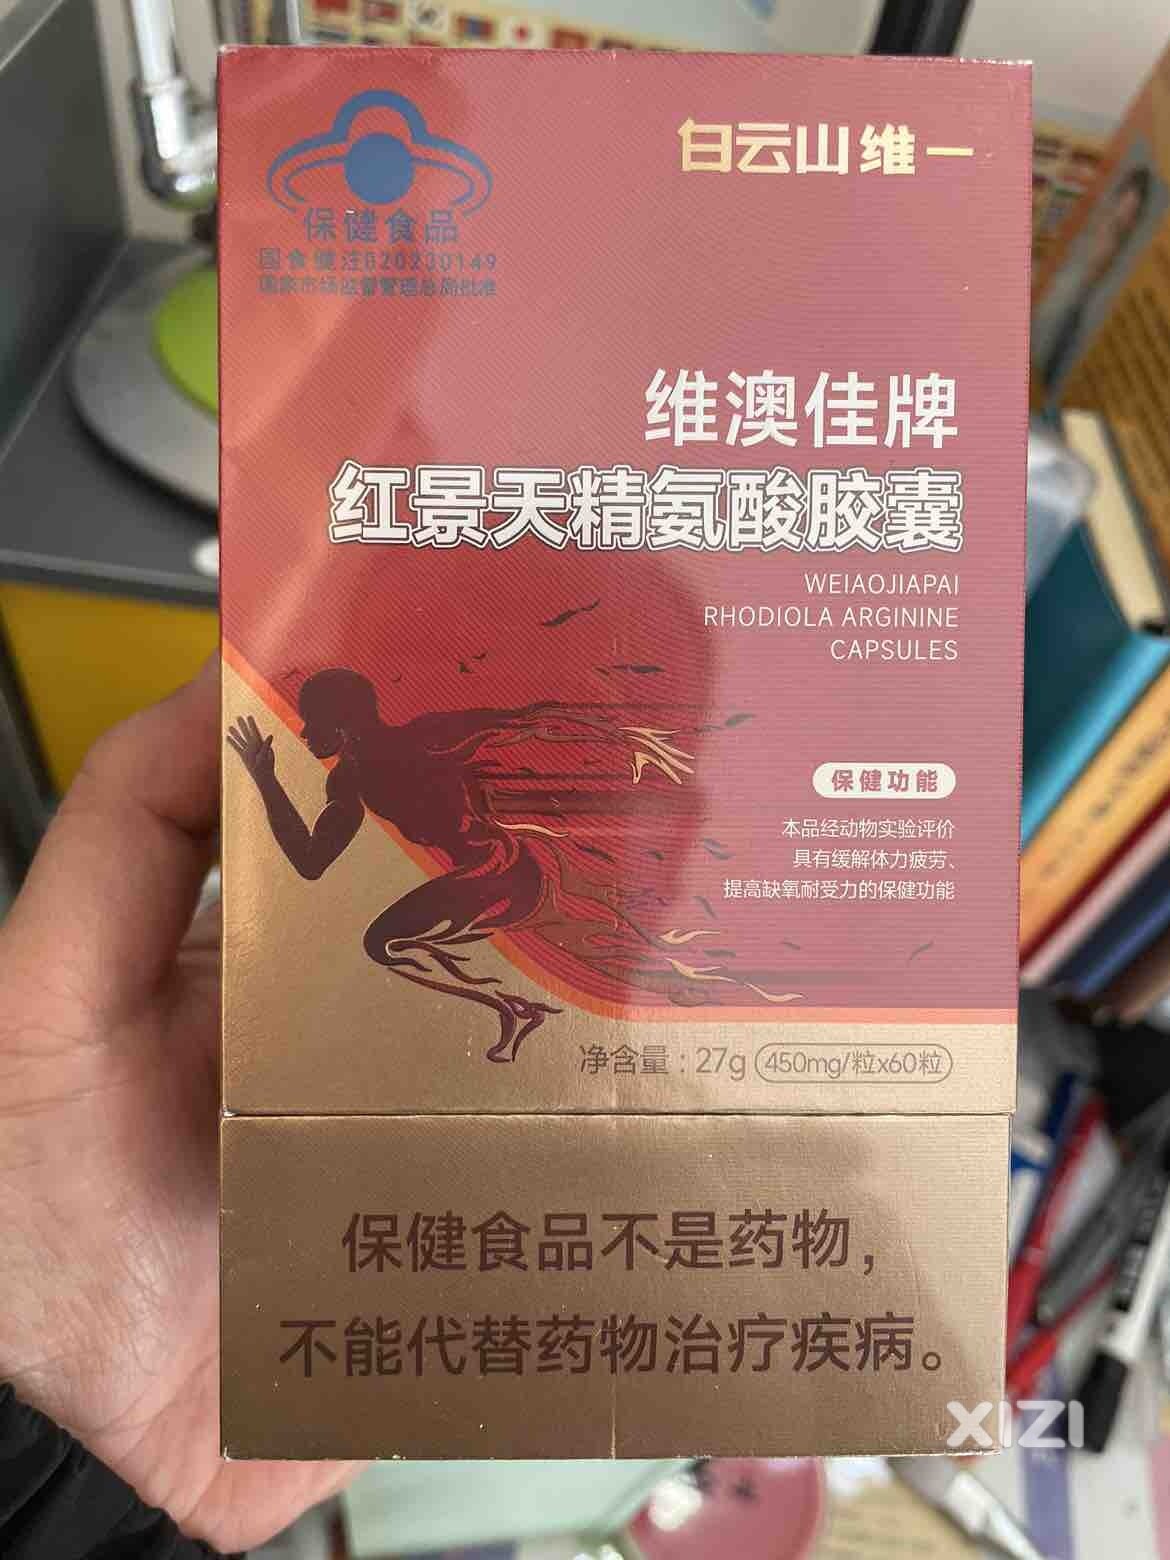 保健食品
国食健注G20230149
国家市场监督管理总局批准
白云山 维一
维澳佳牌
红景天精氨酸胶囊
WEIAOJIAPAI
RHODIOLA ARGININE
CAPSULES
保健功能
本品经动物实验评价
具有缓解体力疲劳、
提高缺氧耐受力的保健功能
净含量：27g 450mg/粒x60粒
保健食品不是药物，
不能代替药物治疗疾病。
XIZI